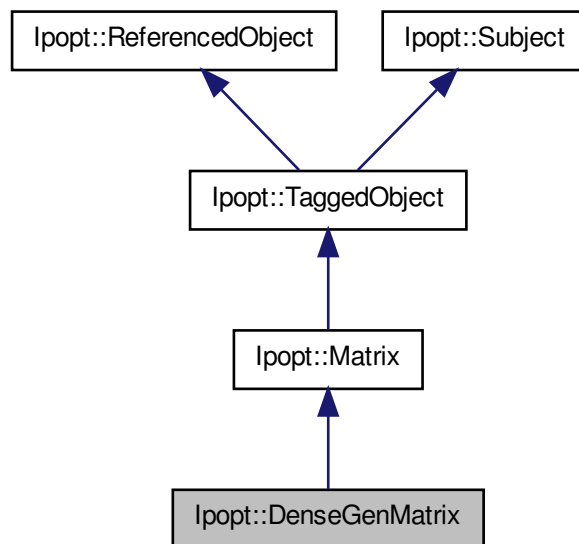 Ipopt::ReferencedObject
Ipopt::Subject
Ipopt::TaggedObject
Ipopt::Matrix
Ipopt::DenseGenMatrix